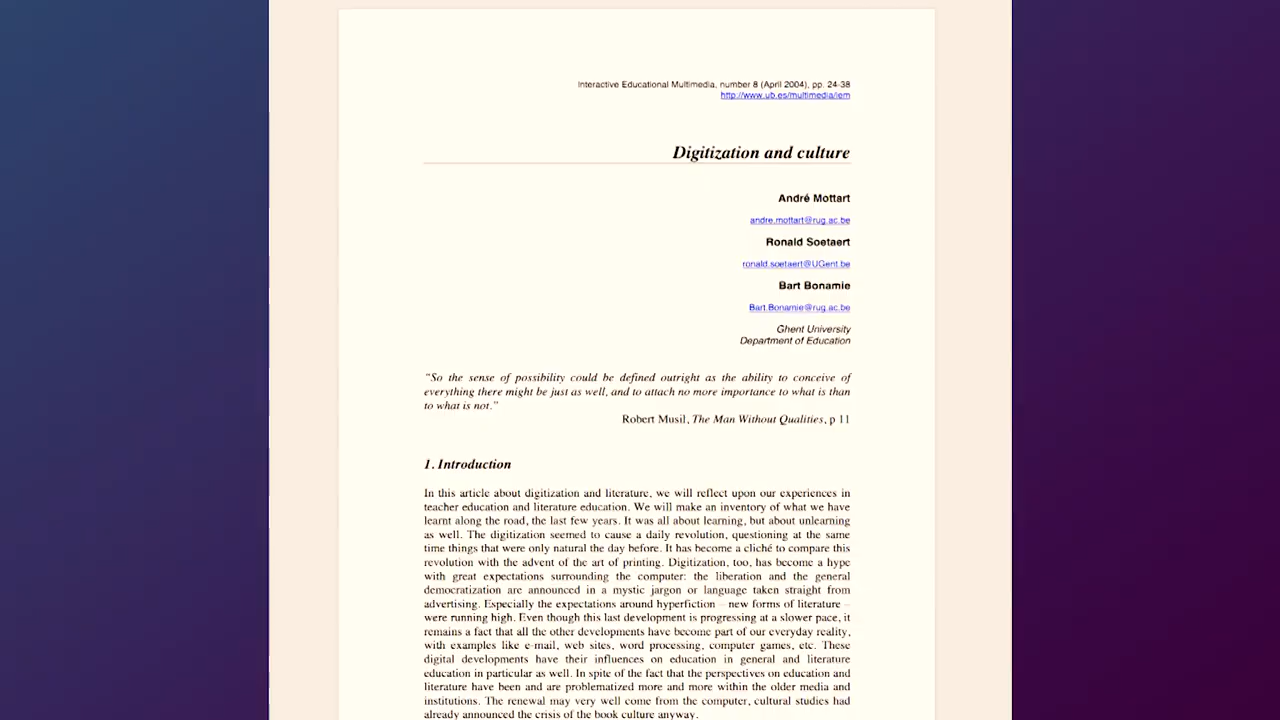 Interactive Educational Multimedia, number 8 (April 2004), pp. 24-38
http://www.ub.es/multimedia/iem
Digitization and culture
André Mottart
andre.mottart@rug.ac.be
Ronald Soetaert
ronald.soetaert@UGent.be
Bart Bonamie
Bart.Bonamie@rug.ac.be
Ghent University
Department of Education
"So the sense of possibility could be defined outright as the ability to conceive of
everything there might be just as well, and to attach no more importance to what is than
to what is not."
Robert Musil, The Man Without Qualities, p 11
1. Introduction
In this article about digitization and literature, we will reflect upon our experiences in
teacher education and literature education. We will make an inventory of what we have
learnt along the road, the last few years. It was all about learning, but about unlearning
as well. The digitization seemed to cause a daily revolution, questioning at the same
time things that were only natural the day before. It has become a cliché to compare this
revolution with the advent of the art of printing. Digitization, too, has become a hype
with great expectations surrounding the computer: the liberation and the general
democratization are announced in a mystic jargon or language taken straight from
advertising. Especially the expectations around hyperfiction – new forms of literature –
were running high. Even though this last development is progressing at a slower pace, it
remains a fact that all the other developments have become part of our everyday reality,
with examples like e-mail, web sites, word processing, computer games, etc. These
digital developments have their influences on education in general and literature
education in particular as well. In spite of the fact that the perspectives on education and
literature have been and are problematized more and more within the older media and
institutions. The renewal may very well come from the computer, cultural studies had
already announced the crisis of the book culture anyway.